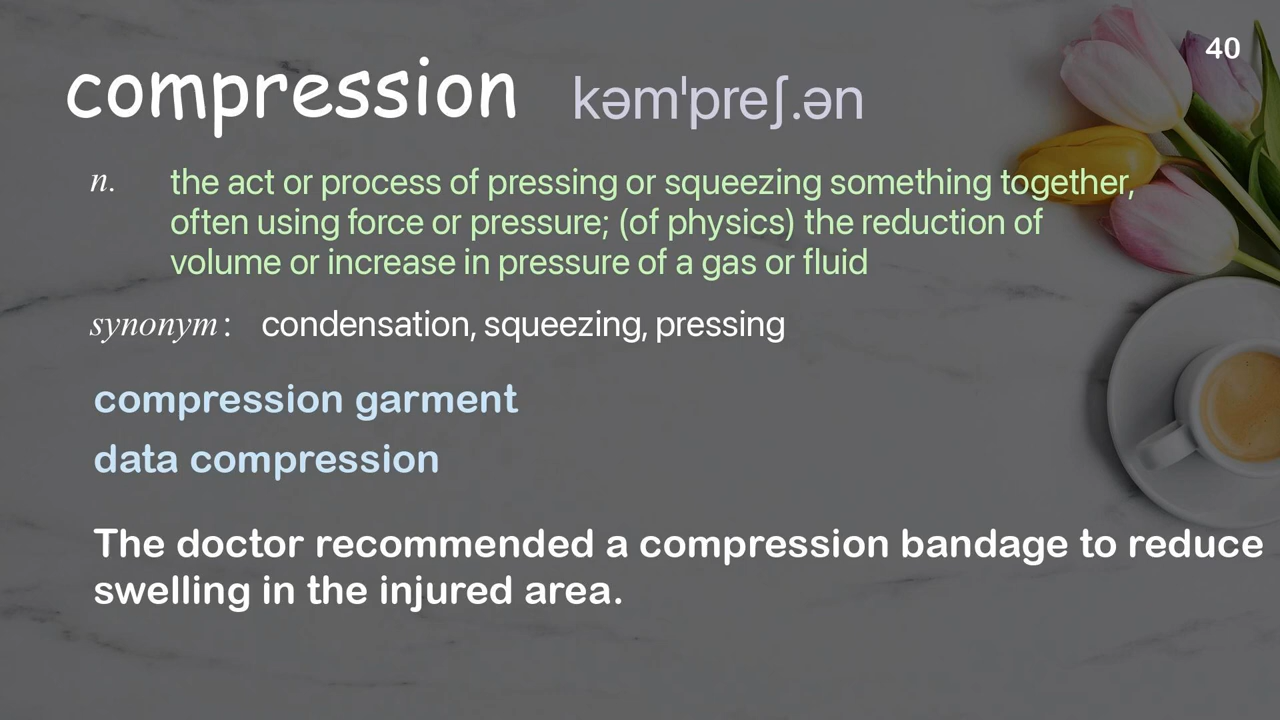 40
compression kəmˈpreʃ.ən
n. the act or process of pressing or squeezing something together,
often using force or pressure; (of physics) the reduction of
volume or increase in pressure of a gas or fluid
synonym: condensation, squeezing, pressing
compression garment
data compression
The doctor recommended a compression bandage to reduce
swelling in the injured area.